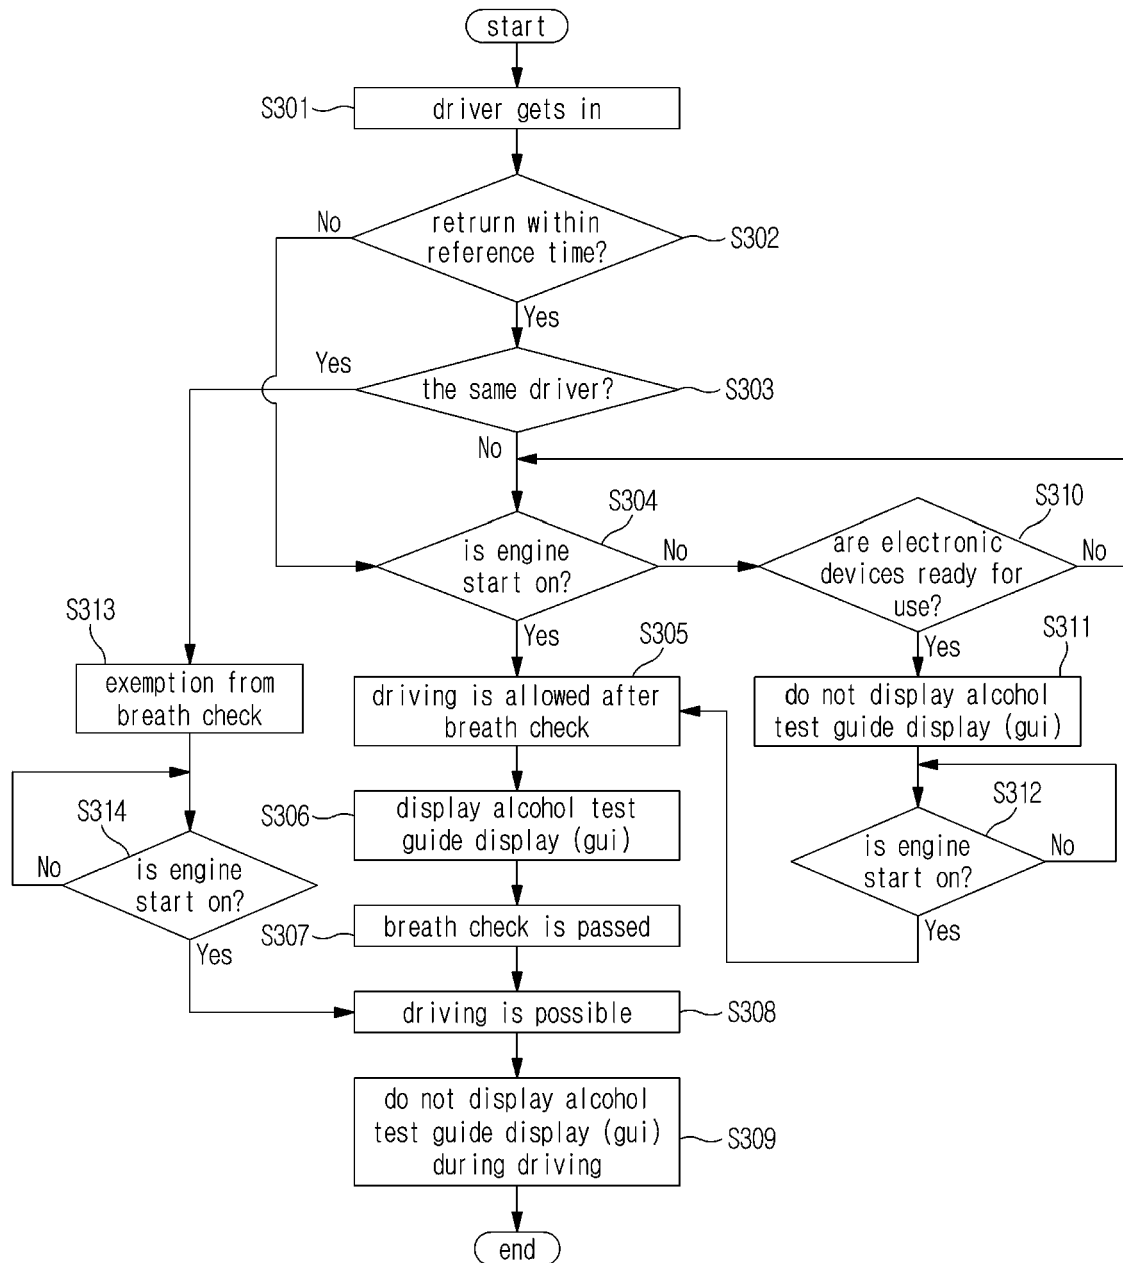 start
S301
driver gets in
No
retrurn within
reference time?
S302
Yes
Yes
the same driver?
S303
No
S304
is engine
start on?
No
S310
are electronic
devices ready for
use?
No
S313
exemption from
breath check
Yes
S305
driving is allowed after
breath check
Yes
S311
do not display alcohol
test guide display (gui)
S306
display alcohol test
guide display (gui)
S314
is engine
start on?
No
Yes
S312
is engine
start on?
No
Yes
S307
breath check is passed
driving is possible
S308
do not display alcohol
test guide display (gui)
during driving
S309
end